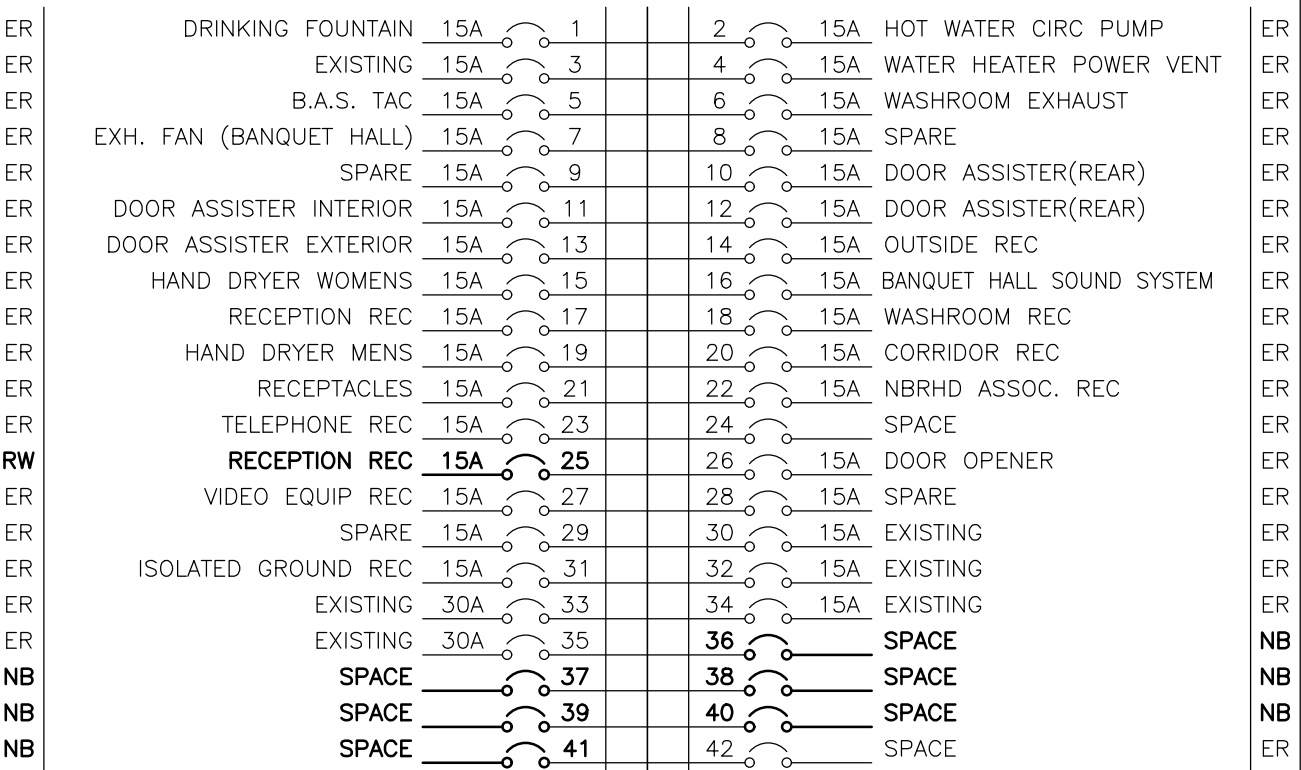 ER DRINKING FOUNTAIN 15A 1 2 15A HOT WATER CIRC PUMP ER
ER EXISTING 15A 3 4 15A WATER HEATER POWER VENT ER
ER B.A.S. TAC 15A 5 6 15A WASHROOM EXHAUST ER
ER EXH. FAN (BANQUET HALL) 15A 7 8 15A SPARE ER
ER SPARE 15A 9 10 15A DOOR ASSISTER(REAR) ER
ER DOOR ASSISTER INTERIOR 15A 11 12 15A DOOR ASSISTER(REAR) ER
ER DOOR ASSISTER EXTERIOR 15A 13 14 15A OUTSIDE REC ER
ER HAND DRYER WOMENS 15A 15 16 15A BANQUET HALL SOUND SYSTEM ER
ER RECEPTION REC 15A 17 18 15A WASHROOM REC ER
ER HAND DRYER MENS 15A 19 20 15A CORRIDOR REC ER
ER RECEPTACLES 15A 21 22 15A NBRHD ASSOC. REC ER
ER TELEPHONE REC 15A 23 24 SPACE ER
RW RECEPTION REC 15A 25 26 15A DOOR OPENER ER
ER VIDEO EQUIP REC 15A 27 28 15A SPARE ER
ER SPARE 15A 29 30 15A EXISTING ER
ER ISOLATED GROUND REC 15A 31 32 15A EXISTING ER
ER EXISTING 30A 33 34 15A EXISTING ER
ER EXISTING 30A 35 36 SPACE NB
NB SPACE 37 38 SPACE NB
NB SPACE 39 40 SPACE NB
NB SPACE 41 42 SPACE ER